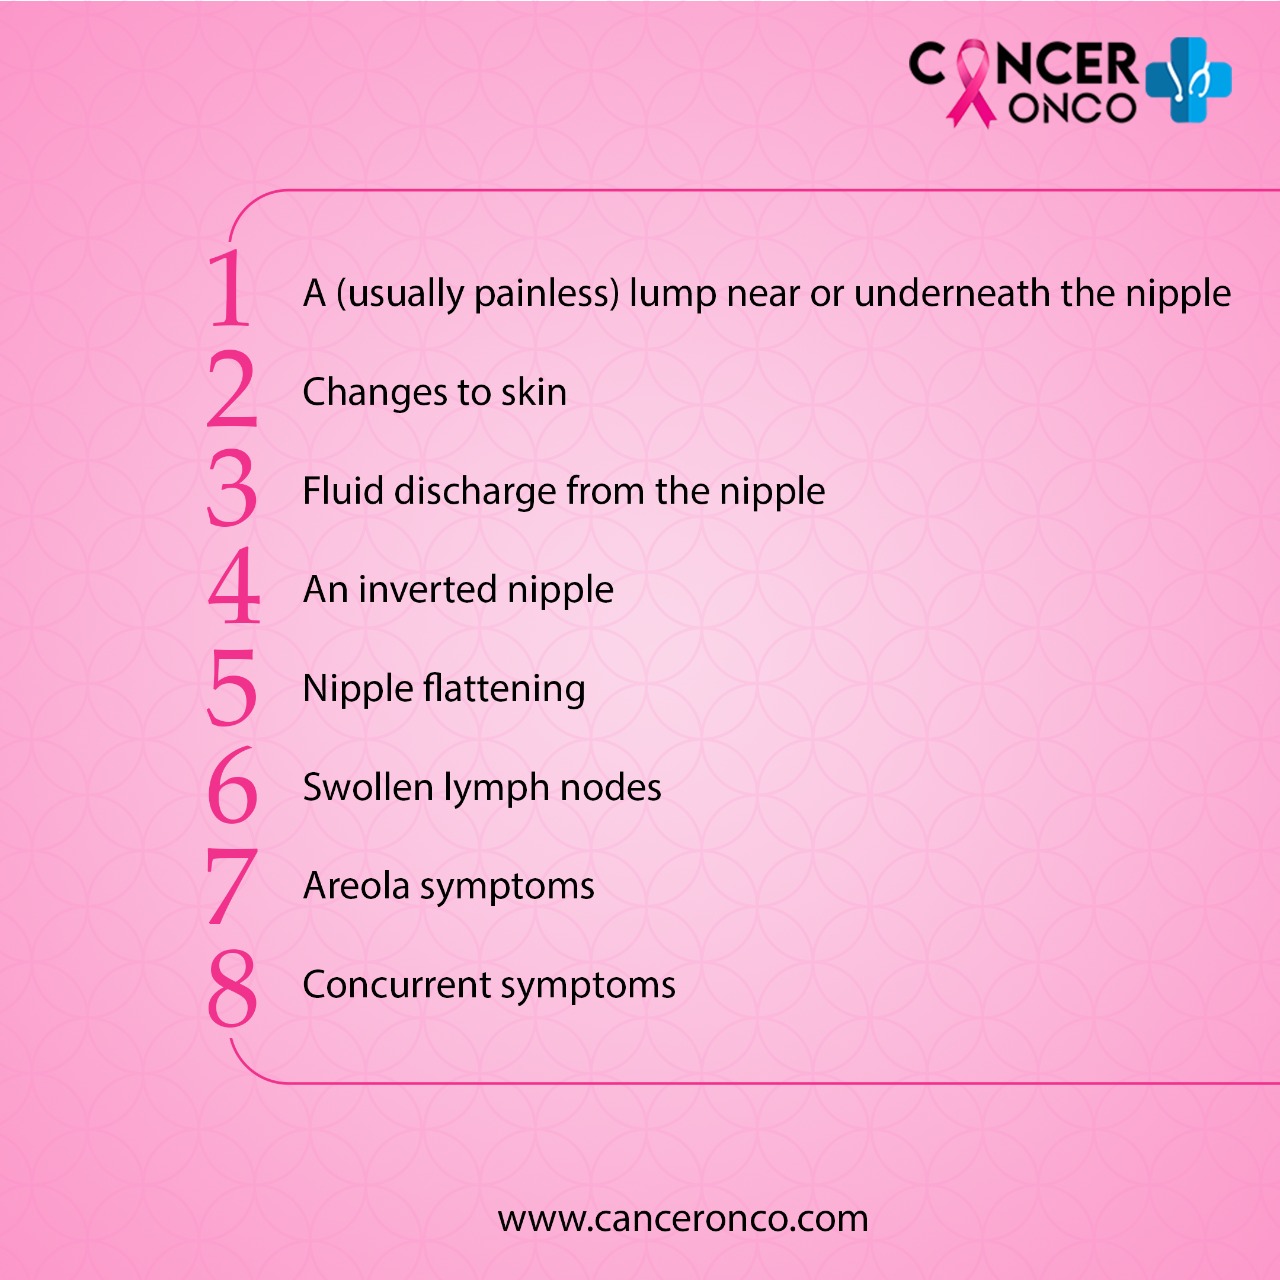 CANCER
ONCO
1 A (usually painless) lump near or underneath the nipple
2 Changes to skin
3 Fluid discharge from the nipple
4 An inverted nipple
5 Nipple flattening
6 Swollen lymph nodes
7 Areola symptoms
8 Concurrent symptoms
www.canceronco.com